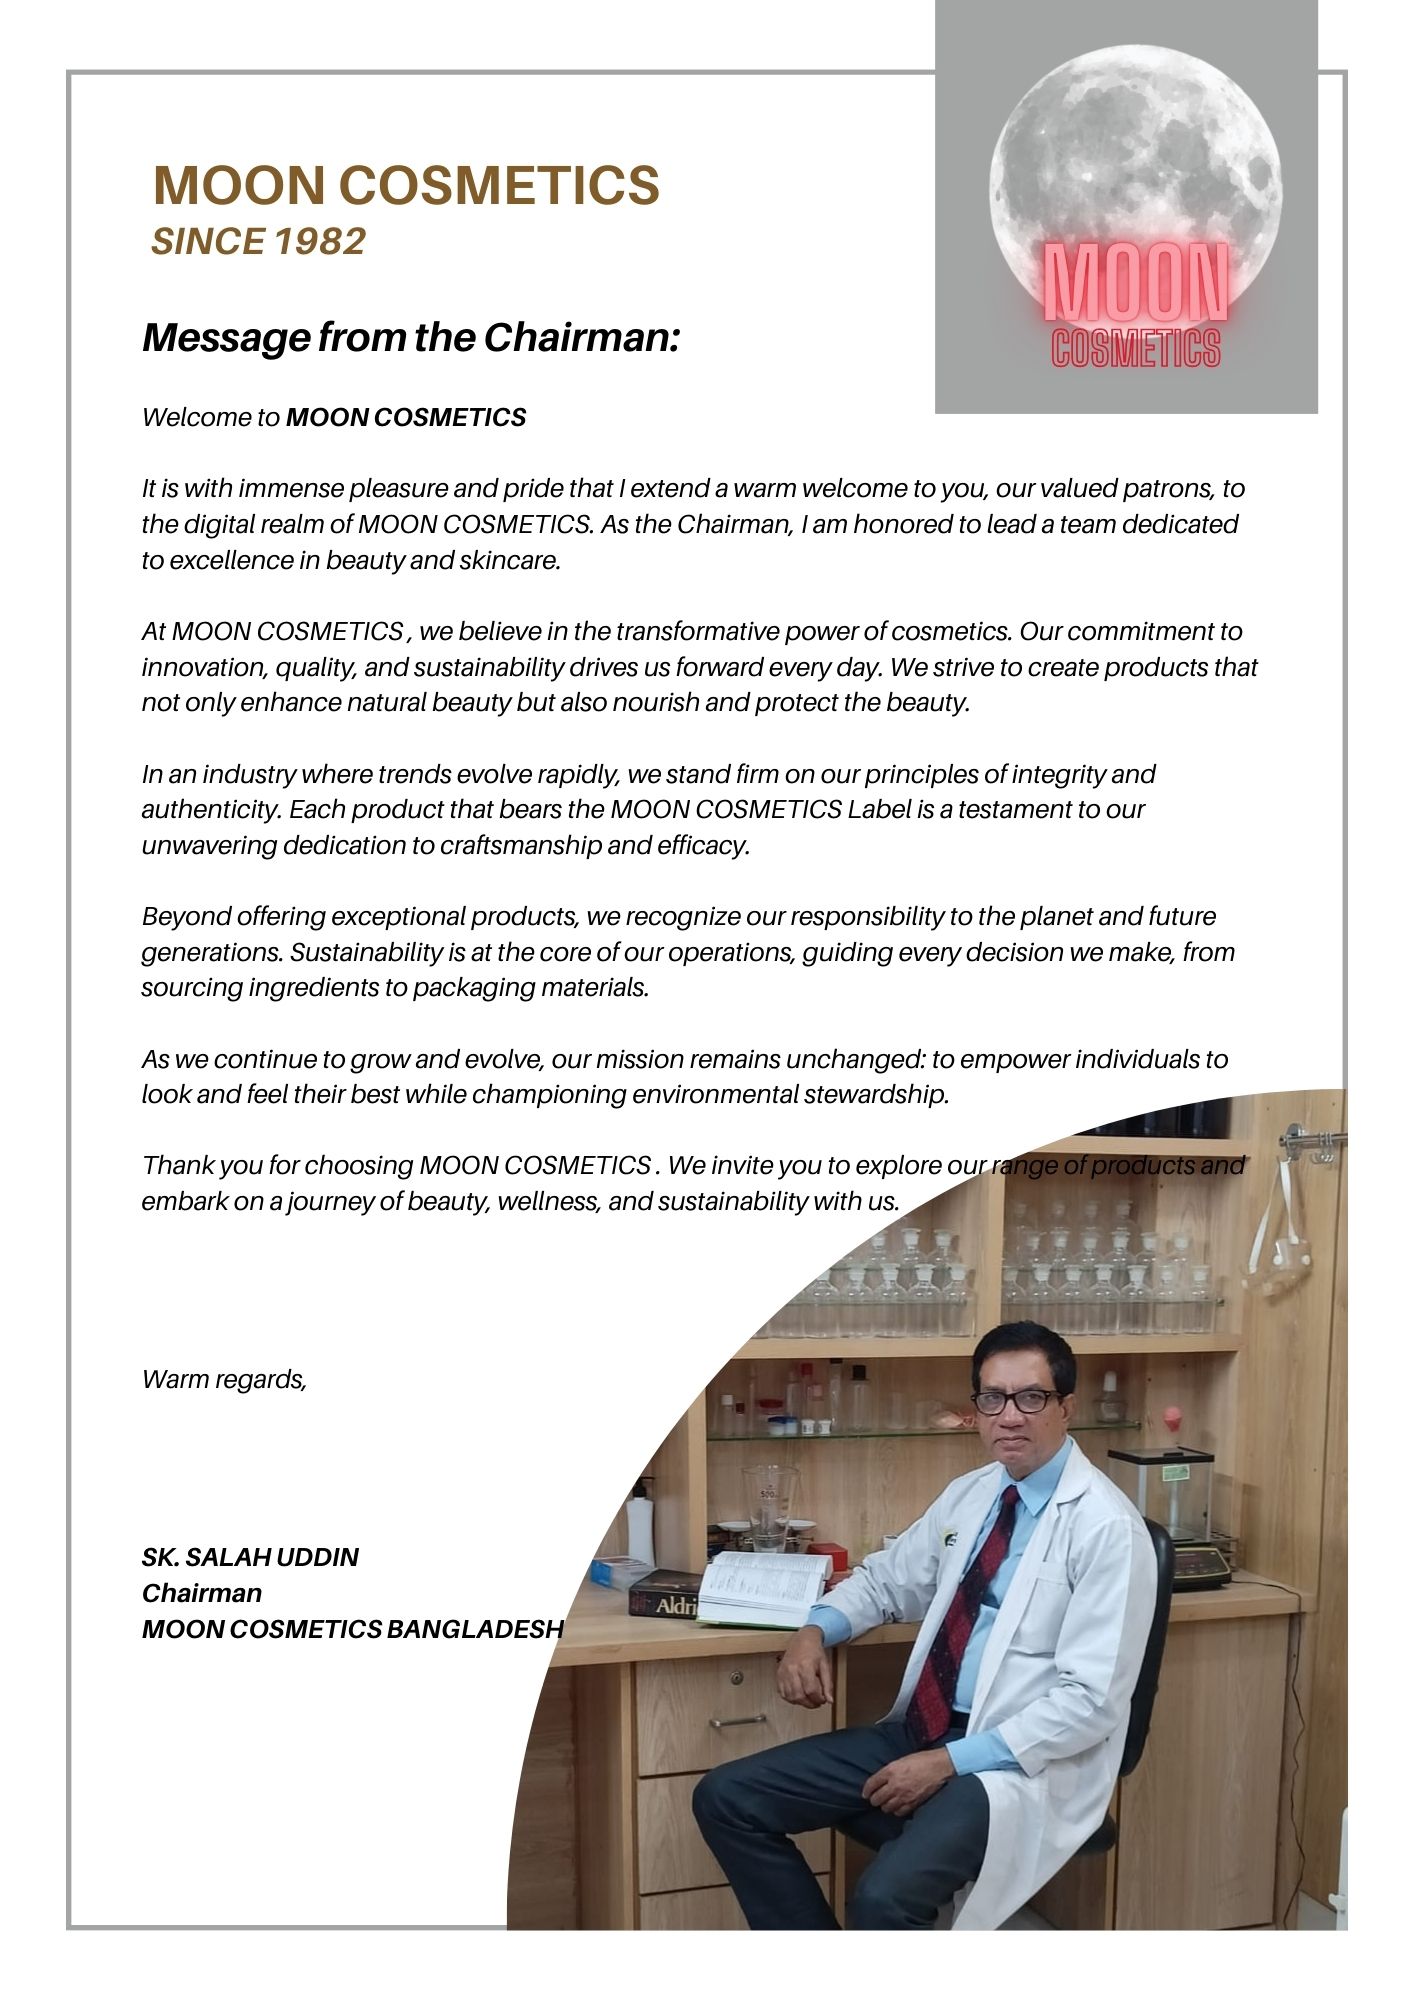 MOON COSMETICS
SINCE 1982
MOON
COSMETICS
Message from the Chairman:
Welcome to MOON COSMETICS
It is with immense pleasure and pride that I extend a warm welcome to you, our valued patrons, to
the digital realm of MOON COSMETICS. As the Chairman, I am honored to lead a team dedicated
to excellence in beauty and skincare.
At MOON COSMETICS , we believe in the transformative power of cosmetics. Our commitment to
innovation, quality, and sustainability drives us forward every day. We strive to create products that
not only enhance natural beauty but also nourish and protect the beauty.
In an industry where trends evolve rapidly, we stand firm on our principles of integrity and
authenticity. Each product that bears the MOON COSMETICS Label is a testament to our
unwavering dedication to craftsmanship and efficacy.
Beyond offering exceptional products, we recognize our responsibility to the planet and future
generations. Sustainability is at the core of our operations, guiding every decision we make, from
sourcing ingredients to packaging materials.
As we continue to grow and evolve, our mission remains unchanged: to empower individuals to
look and feel their best while championing environmental stewardship.
Thank you for choosing MOON COSMETICS . We invite you to explore our range of products and
embark on a journey of beauty, wellness, and sustainability with us.
Warm regards,
SK. SALAH UDDIN
Chairman
MOON COSMETICS BANGLADESH
500
Aldri